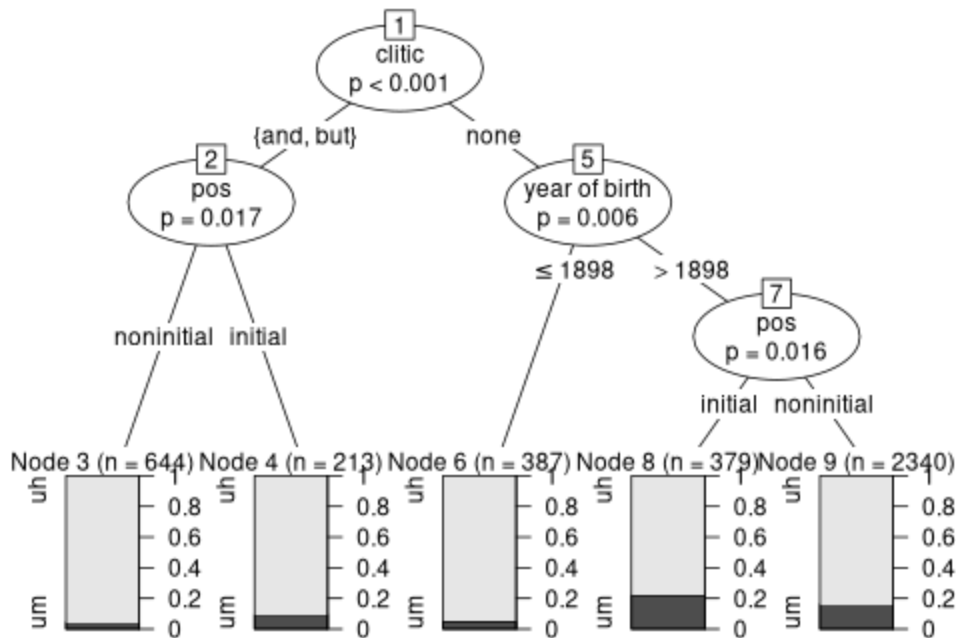 1
clitic
p < 0.001
{and, but}
none
2
pos
p = 0.017
5
year of birth
p = 0.006
≤ 1898
> 1898
7
pos
p = 0.016
noninitial
initial
initial
noninitial
Node 3 (n = 644)
Node 4 (n = 213)
Node 6 (n = 387)
Node 8 (n = 379)
Node 9 (n = 2340)
uh
um
1
0.8
0.6
0.4
0.2
0
uh
um
1
0.8
0.6
0.4
0.2
0
uh
um
1
0.8
0.6
0.4
0.2
0
uh
um
1
0.8
0.6
0.4
0.2
0
uh
um
1
0.8
0.6
0.4
0.2
0